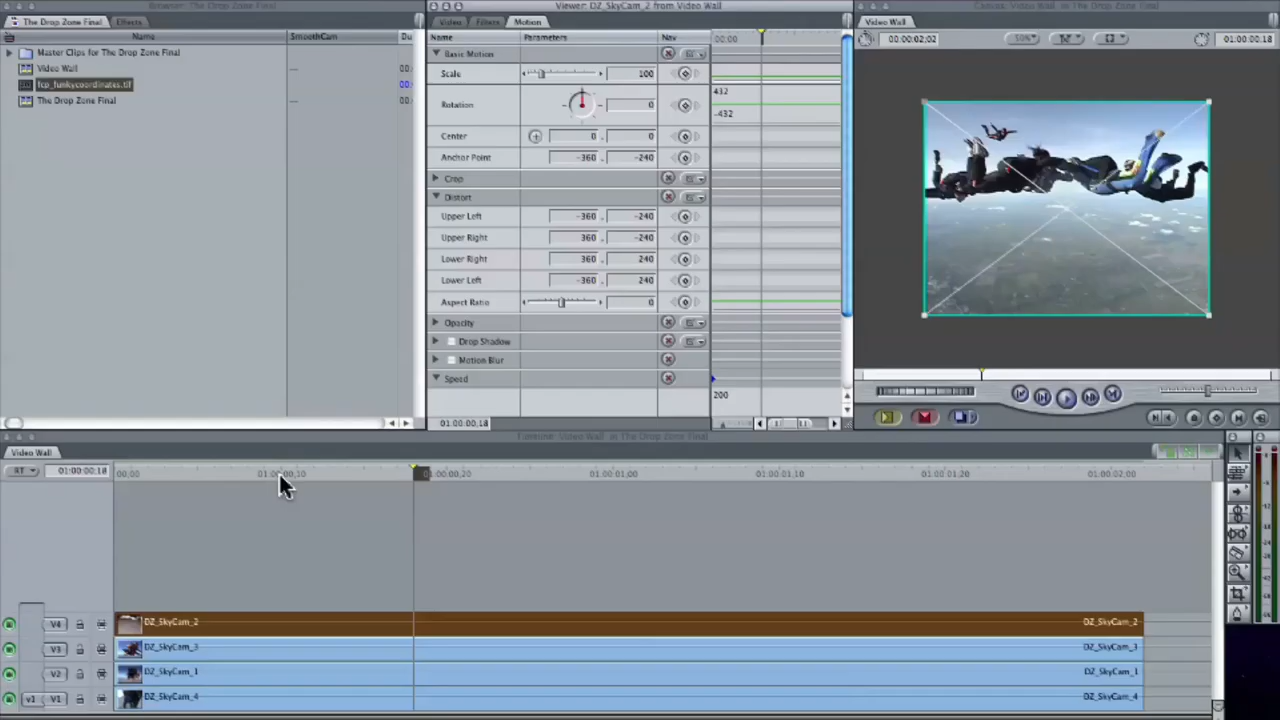 Browser: The Drop Zone Final
The Drop Zone Final
Effects
Name
SmoothCam
Du
Master Clips for The Drop Zone Final
Video Wall
—
00:
fcp_funkycoordinates.tif
00:
The Drop Zone Final
—
00:
Viewer: DZ_SkyCam_2 from Video Wall
Video
Filters
Motion
Name
Parameters
Nav
00:00
Basic Motion
Scale
100
Rotation
0
432
-432
Center
0 , 0
Anchor Point
-360 , -240
Crop
Distort
Upper Left
-360 , -240
Upper Right
360 , -240
Lower Right
360 , 240
Lower Left
-360 , 240
Aspect Ratio
0
Opacity
Drop Shadow
Motion Blur
Speed
200
01:00:00;18
Canvas: Video Wall in The Drop Zone Final
Video Wall
00:00:02;02
50%
01:00:00;18
Timeline: Video Wall in The Drop Zone Final
Video Wall
RT
01:00:00;18
00;00
01:00:00;10
01:00:00;20
01:00:01;00
01:00:01;10
01:00:01;20
01:00:02;00
V4
DZ_SkyCam_2
DZ_SkyCam_2
V3
DZ_SkyCam_3
DZ_SkyCam_3
V2
DZ_SkyCam_1
DZ_SkyCam_1
v1
V1
DZ_SkyCam_4
DZ_SkyCam_4